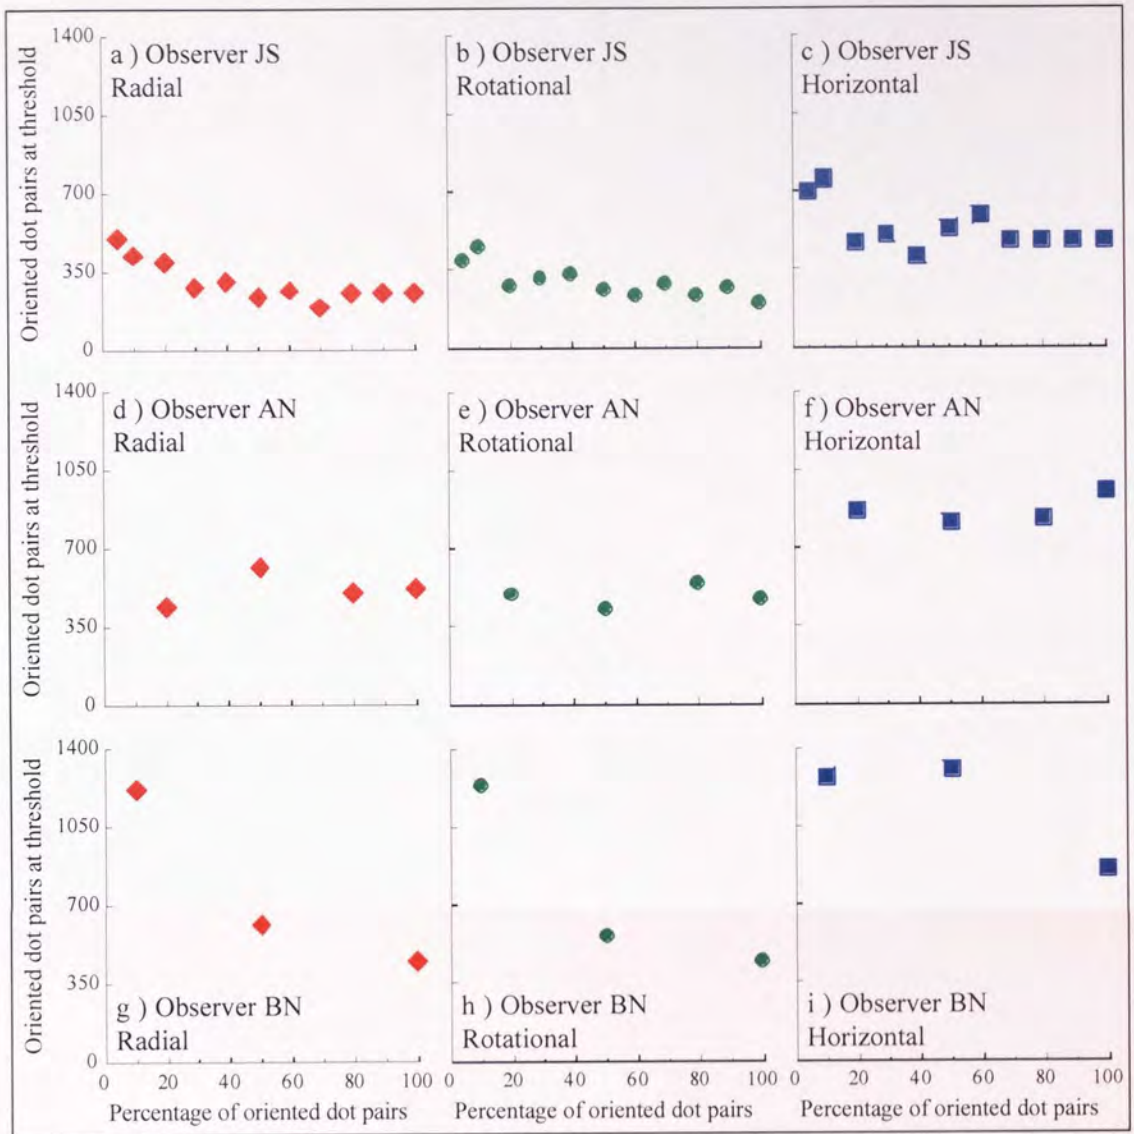 Oriented dot pairs at threshold
1400
1050
700
350
0
a ) Observer JS
Radial
b ) Observer JS
Rotational
c ) Observer JS
Horizontal
Oriented dot pairs at threshold
1400
1050
700
350
0
d ) Observer AN
Radial
e ) Observer AN
Rotational
f ) Observer AN
Horizontal
Oriented dot pairs at threshold
1400
1050
700
350
0
g ) Observer BN
Radial
h ) Observer BN
Rotational
i ) Observer BN
Horizontal
0 20 40 60 80 100
0 20 40 60 80 100
0 20 40 60 80 100
Percentage of oriented dot pairs
Percentage of oriented dot pairs
Percentage of oriented dot pairs